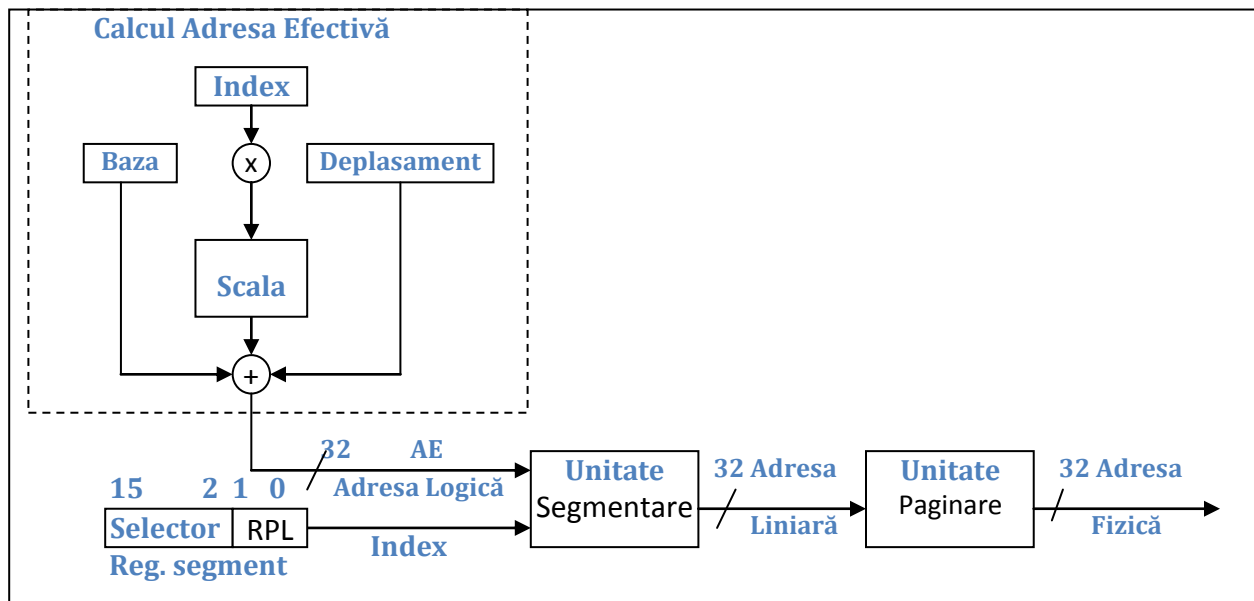 Calcul Adresa Efectivă
Index
Baza
x
Deplasament
Scala
+
32 AE
Adresa Logică
15 2 1 0
Selector RPL
Reg. segment
Index
Unitate
Segmentare
32 Adresa
Liniară
Unitate
Paginare
32 Adresa
Fizică